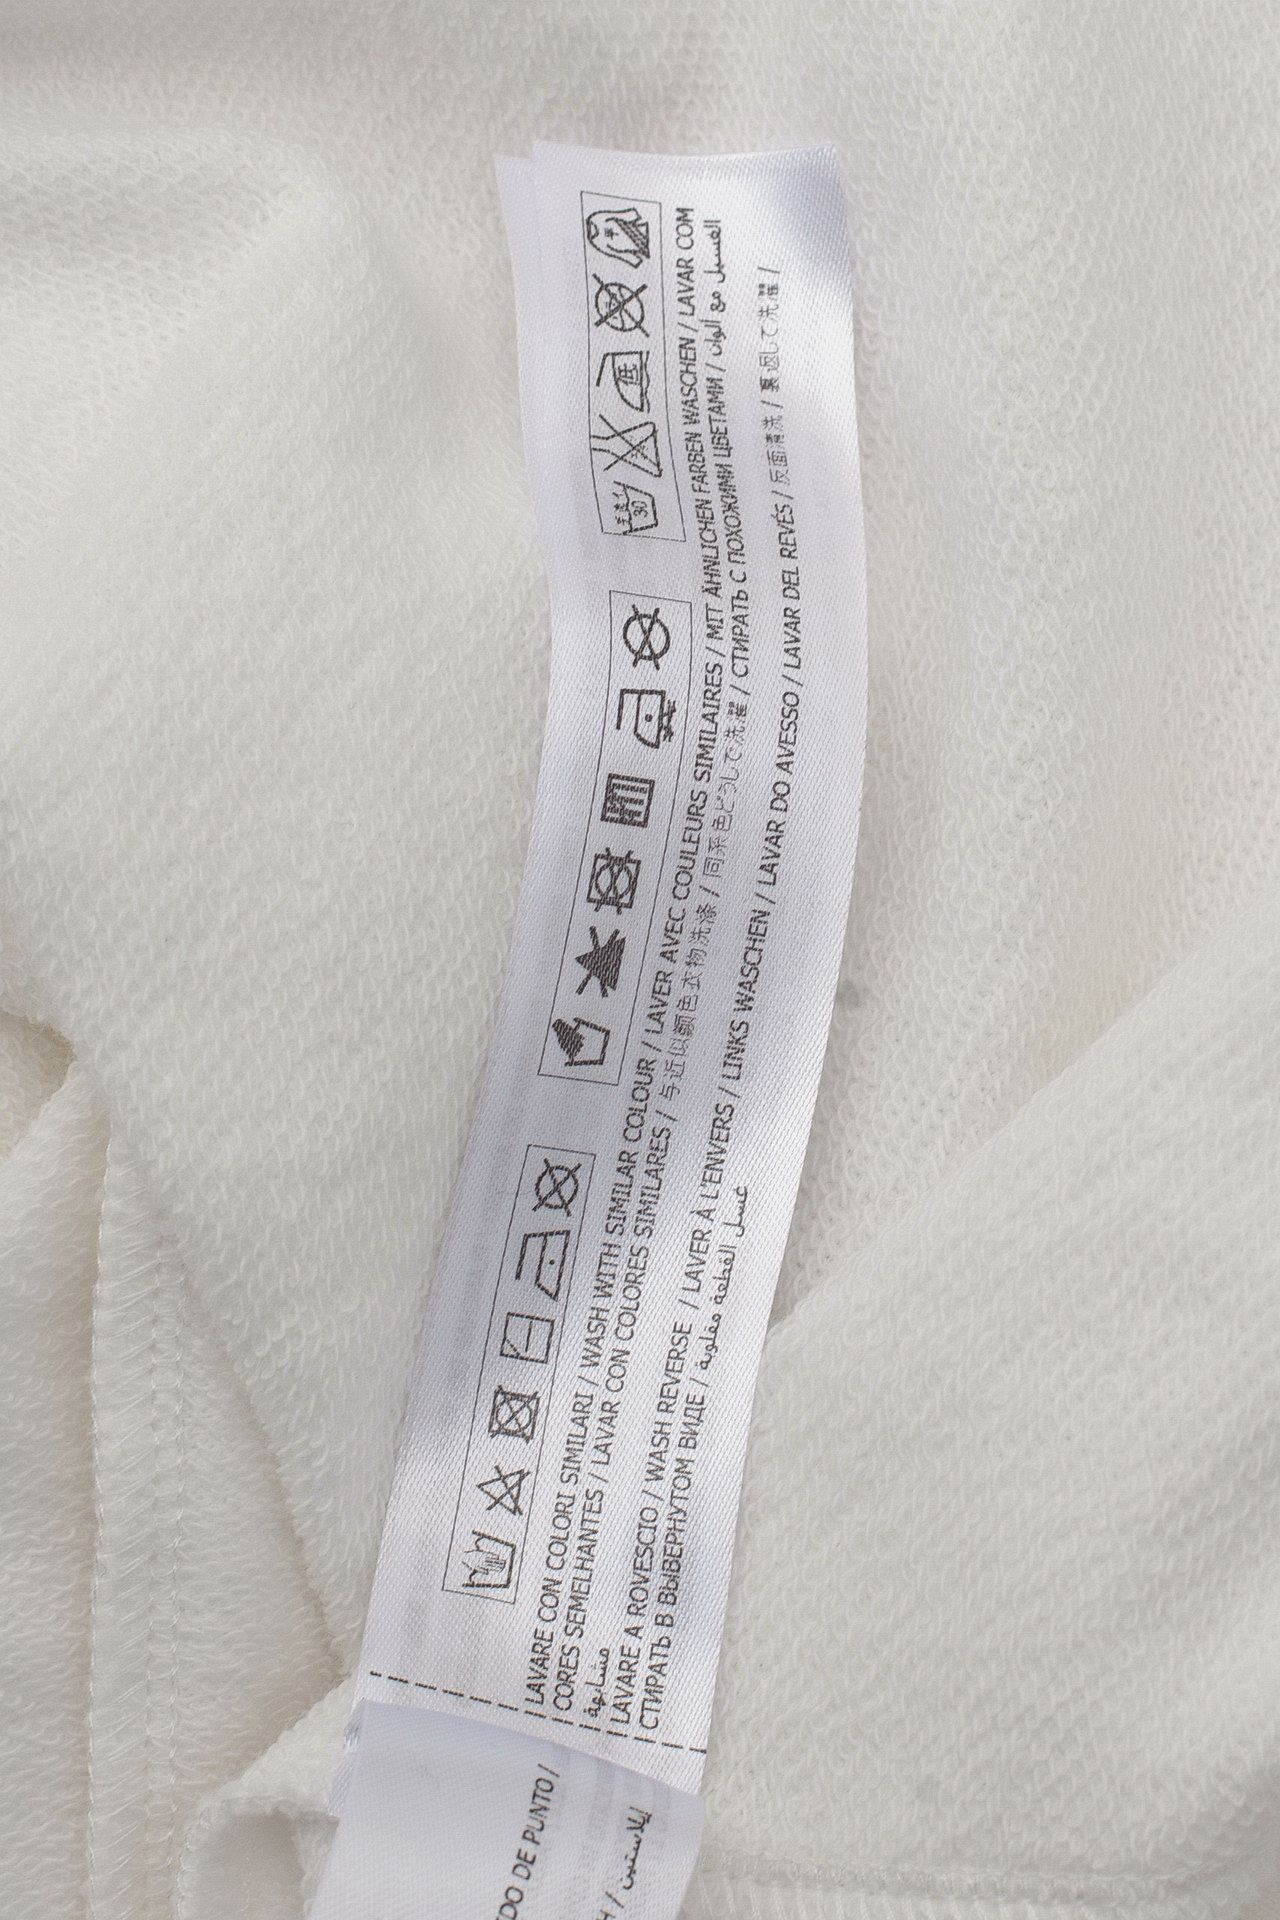 LAVARE CON COLORI SIMILARI / WASH WITH SIMILAR COLOUR / LAVER AVEC COULEURS SIMILAIRES / MIT ÄHNLICHEN FARBEN WASCHEN / LAVAR COM
CORES SEMELHANTES / LAVAR CON COLORES SIMILARES / 与近似颜色衣物洗涤 / 同系色どうしで洗濯 / СТИРАТЬ С ПОХОЖИМИ ЦВЕТАМИ / الغسيل مع ألوان
مشابهة
LAVARE A ROVESCIO / WASH REVERSE / LAVER À L'ENVERS / LINKS WASCHEN / LAVAR DO AVESSO / LAVAR DEL REVÉS / 反面清洗 / 裏返して洗濯 /
СТИРАТЬ В ВЫВЕРНУТОМ ВИДЕ / غسل القطعة مقلوبة
30
低
DE PUNTO /